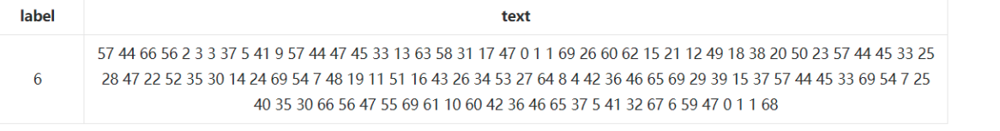 label text
6 57 44 66 56 2 3 3 37 5 41 9 57 44 47 45 33 13 63 58 31 17 47 0 1 1 69 26 60 62 15 21 12 49 18 38 20 50 23 57 44 45 33 25
28 47 22 52 35 30 14 24 69 54 7 48 19 11 51 16 43 26 34 53 27 64 8 4 42 36 46 65 69 29 39 15 37 57 44 45 33 69 54 7 25
40 35 30 66 56 47 55 69 61 10 60 42 36 46 65 37 5 41 32 67 6 59 47 0 1 1 68